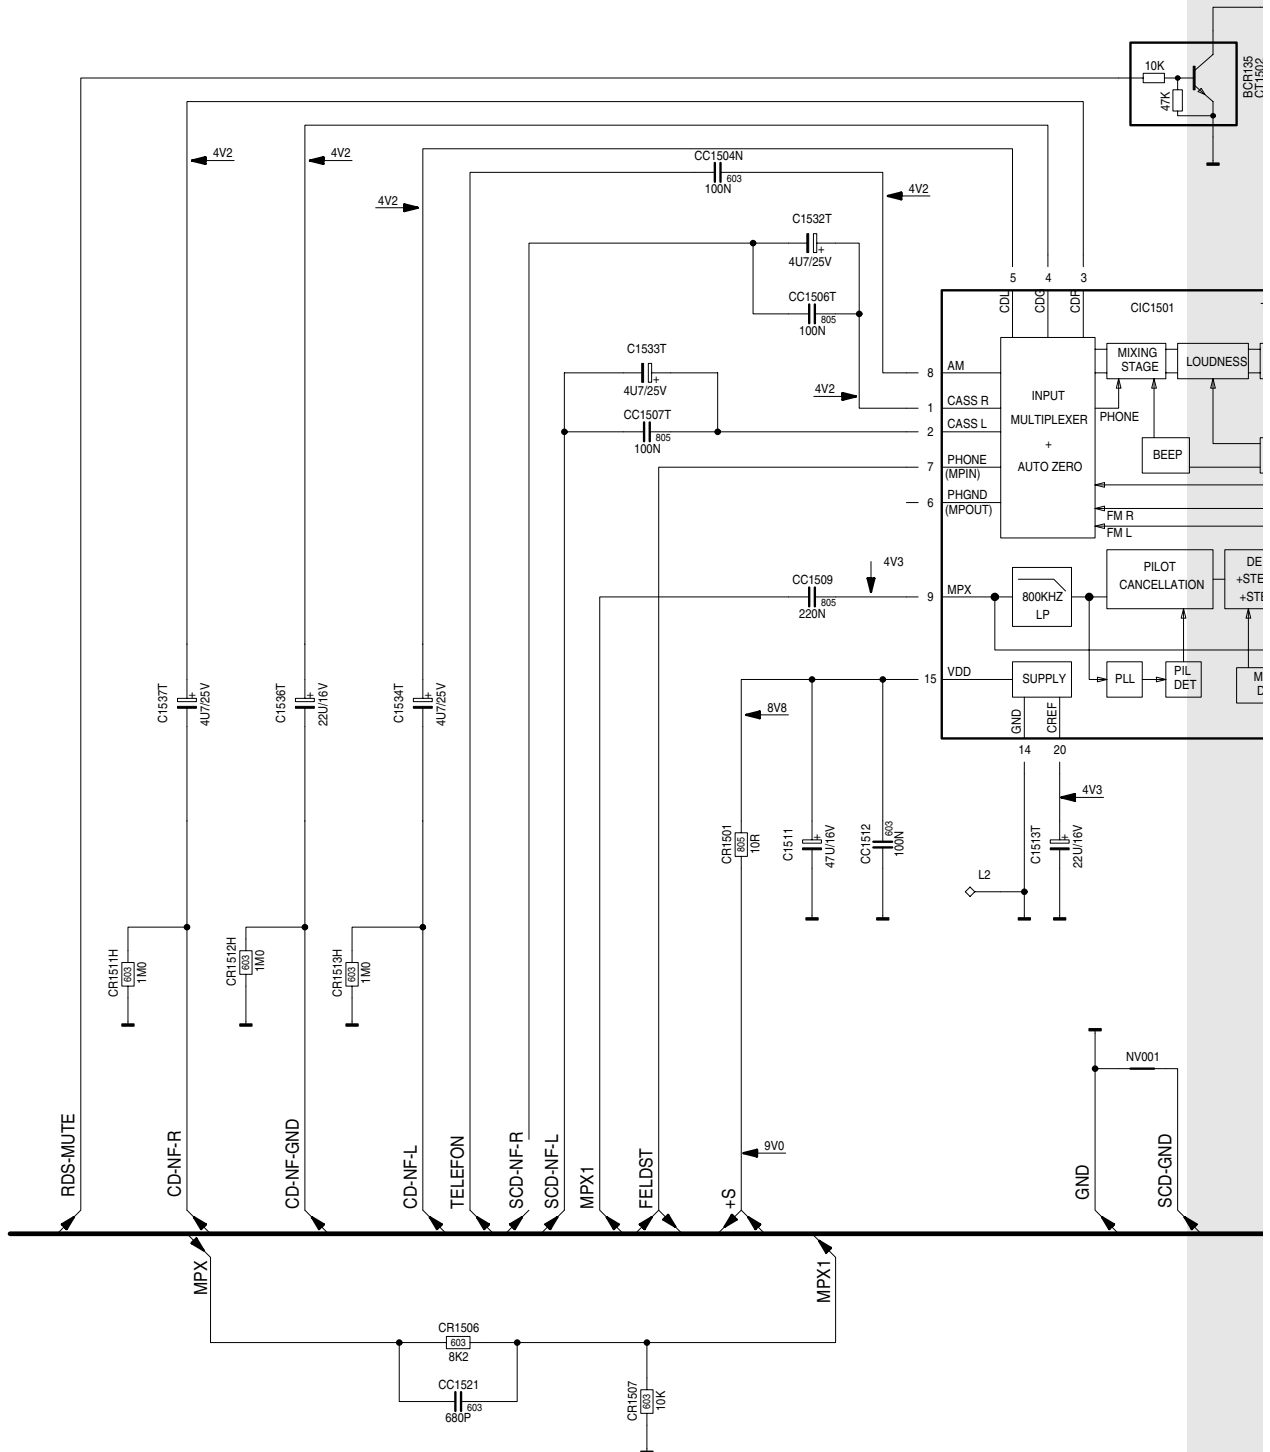 10K
47K
BCR135
CT1502
4V2
4V2
4V2
CC1504N
603
100N
4V2
C1532T
+
4U7/25V
CC1506T
805
100N
C1533T
+
4U7/25V
CC1507T
805
100N
4V2
5
4
3
CDL
CDG
CIC1501
8
AM
1
CASS R
2
CASS L
7
PHONE
(MPIN)
6
PHGND
(MPOUT)
INPUT
MULTIPLEXER
+
AUTO ZERO
MIXING
STAGE
LOUDNESS
PHONE
BEEP
FM R
FM L
CC1509
805
220N
4V3
9
MPX
800KHZ
LP
PILOT
CANCELLATION
DE
+STE
+STE
15
VDD
SUPPLY
PLL
PIL
DET
M
D
GND
CREF
14
20
C1537T
+
4U7/25V
C1536T
+
22U/16V
C1534T
+
4U7/25V
8V8
4V3
CR1501
805
10R
C1511
+
47U/16V
CC1512
603
100N
C1513T
+
22U/16V
L2
CR1511H
603
1M0
CR1512H
603
1M0
CR1513H
603
1M0
NV001
9V0
RDS-MUTE
CD-NF-R
CD-NF-GND
CD-NF-L
TELEFON
SCD-NF-R
SCD-NF-L
MPX1
FELDST
+S
GND
SCD-GND
MPX
MPX1
CR1506
603
8K2
CC1521
603
680P
CR1507
603
10K